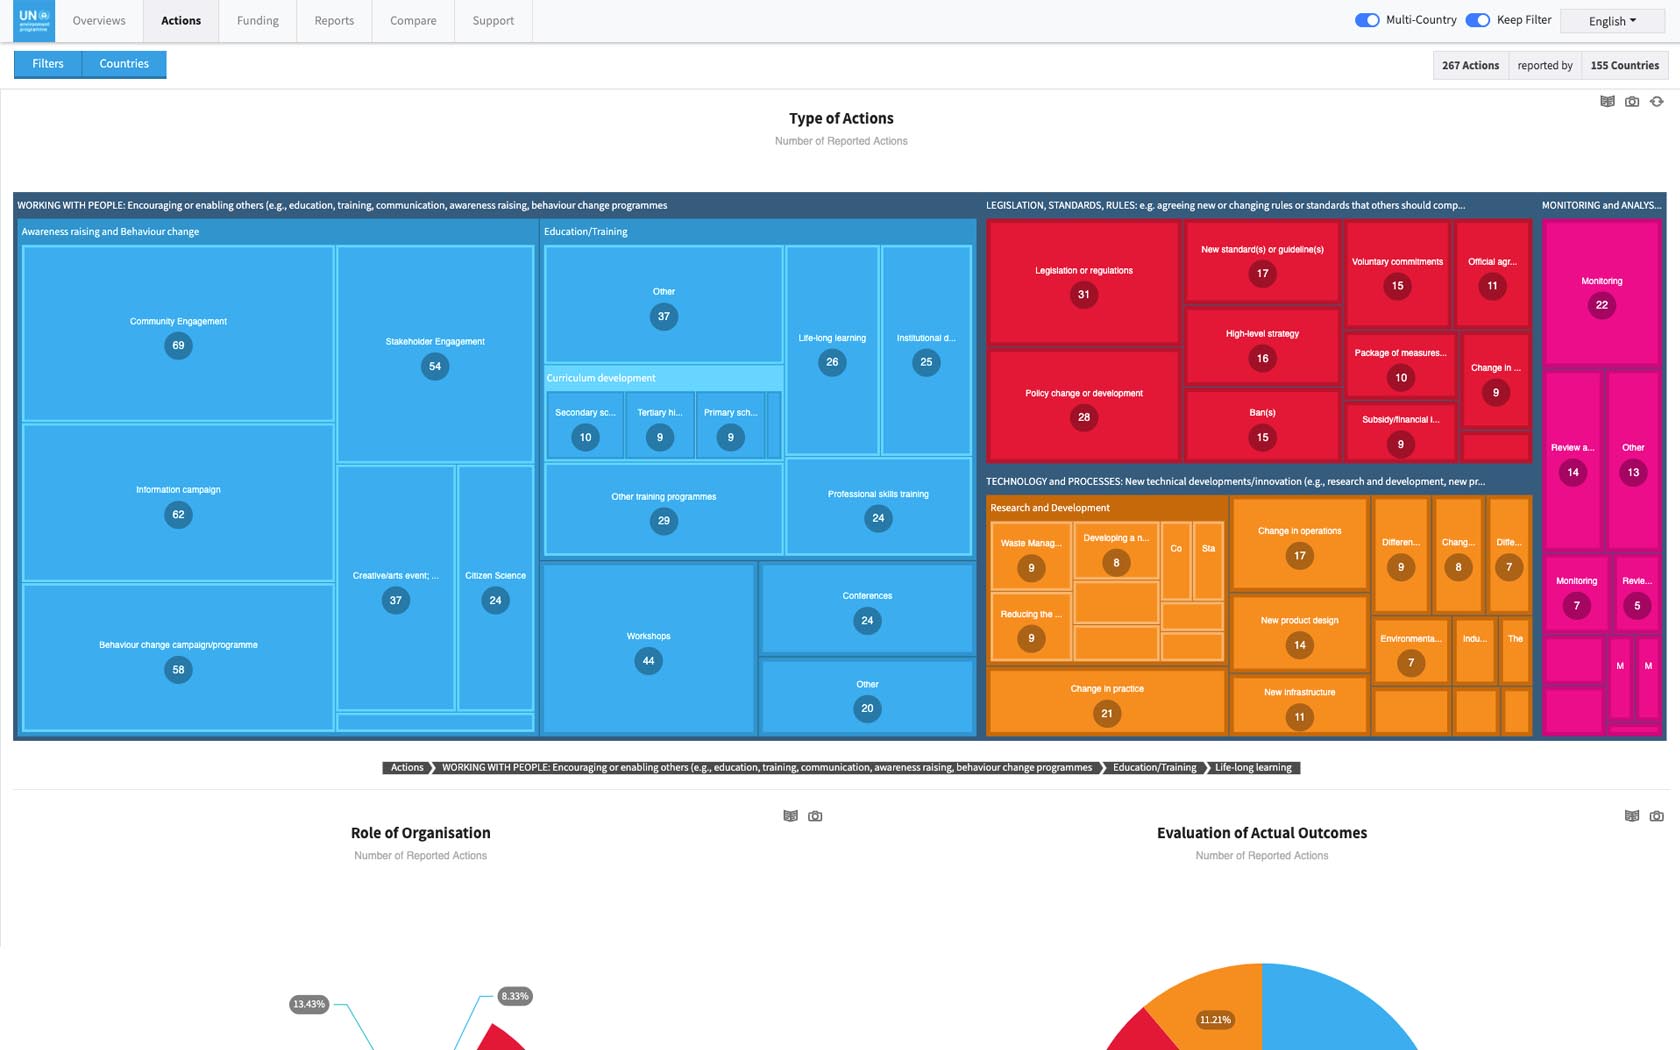 UN
environment
programme
Overviews
Actions
Funding
Reports
Compare
Support
Multi-Country
Keep Filter
English
Filters
Countries
267 Actions
reported by
155 Countries
Type of Actions
Number of Reported Actions
WORKING WITH PEOPLE: Encouraging or enabling others (e.g., education, training, communication, awareness raising, behaviour change programmes
Awareness raising and Behaviour change
Community Engagement
69
Stakeholder Engagement
54
Information campaign
62
Creative/arts event; ...
37
Citizen Science
24
Behaviour change campaign/programme
58
Education/Training
Other
37
Life-long learning
26
Institutional d...
25
Curriculum development
Secondary sc...
10
Tertiary hi...
9
Primary sch...
9
Other training programmes
29
Professional skills training
24
Workshops
44
Conferences
24
Other
20
LEGISLATION, STANDARDS, RULES: e.g. agreeing new or changing rules or standards that others should comp...
Legislation or regulations
31
New standard(s) or guideline(s)
17
Voluntary commitments
15
Official agr...
11
High-level strategy
16
Package of measures...
10
Change in ...
9
Policy change or development
28
Ban(s)
15
Subsidy/financial i...
9
TECHNOLOGY and PROCESSES: New technical developments/innovation (e.g., research and development, new pr...
Research and Development
Waste Manag...
9
Developing a n...
8
Co
Sta
Reducing the ...
9
Change in practice
21
Change in operations
17
New product design
14
New infrastructure
11
Differen...
9
Chang...
8
Diffe...
7
Environmenta...
7
Indu...
The
MONITORING and ANALYS...
Monitoring
22
Review a...
14
Other
13
Monitoring
7
Revie...
5
M
M
Actions
WORKING WITH PEOPLE: Encouraging or enabling others (e.g., education, training, communication, awareness raising, behaviour change programmes
Education/Training
Life-long learning
Role of Organisation
Number of Reported Actions
13.43%
8.33%
Evaluation of Actual Outcomes
Number of Reported Actions
11.21%